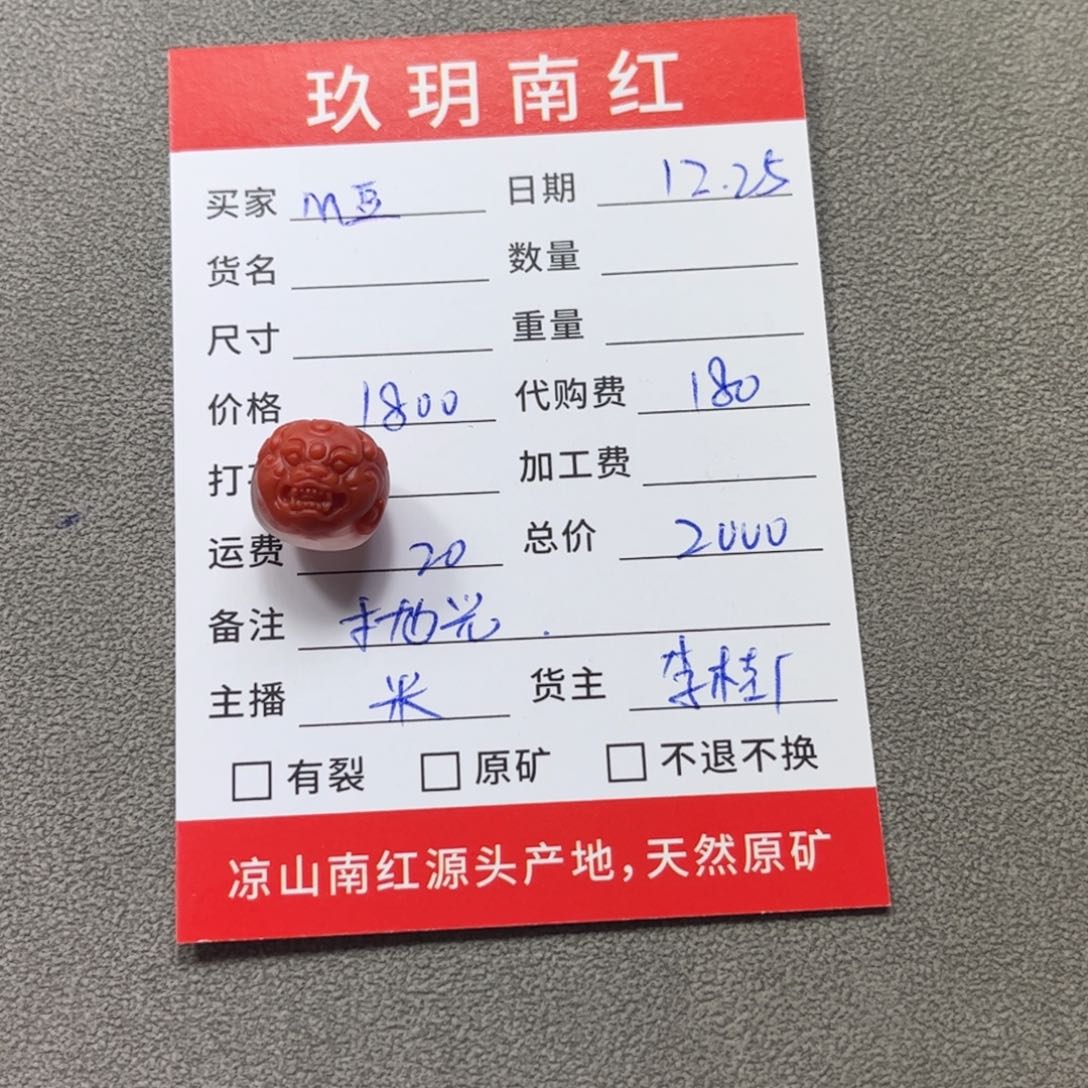 玖玥南红
买家 M豆 日期 12.25
货名 数量
尺寸 重量
价格 1800 代购费 180
打 加工费
运费 20 总价 2000
备注 抛光.
主播 米 货主 李桂厂
□ 有裂 □ 原矿 □ 不退不换
凉山南红源头产地,天然原矿